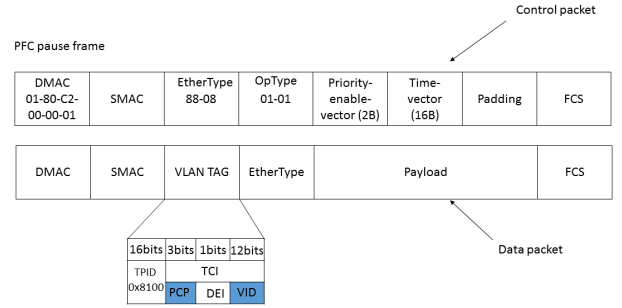 Control packet
PFC pause frame
DMAC
01-80-C2-
00-00-01
SMAC
EtherType
88-08
OpType
01-01
Priority-
enable-
vector (2B)
Time-
vector
(16B)
Padding
FCS
DMAC
SMAC
VLAN TAG
EtherType
Payload
FCS
Data packet
16bits
3bits
1bits
12bits
TPID
0x8100
TCI
PCP
DEI
VID